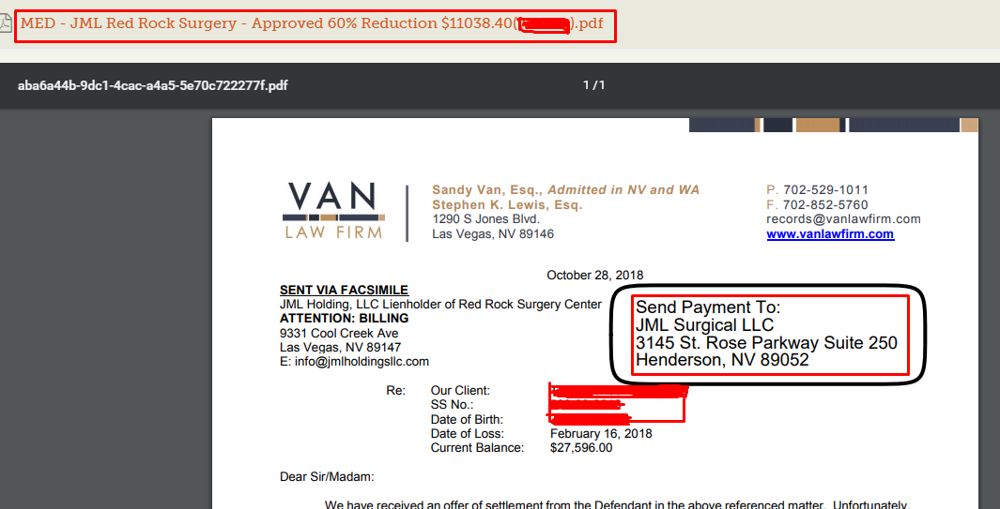 MED - JML Red Rock Surgery - Approved 60% Reduction $11038.40( ).pdf
aba6a44b-9dc1-4cac-a4a5-5e70c722277f.pdf
1 / 1
VAN
LAW FIRM
Sandy Van, Esq., Admitted in NV and WA
Stephen K. Lewis, Esq.
1290 S Jones Blvd.
Las Vegas, NV 89146
P. 702-529-1011
F. 702-852-5760
records@vanlawfirm.com
www.vanlawfirm.com
October 28, 2018
SENT VIA FACSIMILE
JML Holding, LLC Lienholder of Red Rock Surgery Center
ATTENTION: BILLING
9331 Cool Creek Ave
Las Vegas, NV 89147
E: info@jmlholdingsllc.com
Send Payment To:
JML Surgical LLC
3145 St. Rose Parkway Suite 250
Henderson, NV 89052
Re: Our Client:
SS No.:
Date of Birth:
Date of Loss: February 16, 2018
Current Balance: $27,596.00
Dear Sir/Madam:
We have received an offer of settlement from the Defendant in the above referenced matter. Unfortunately,